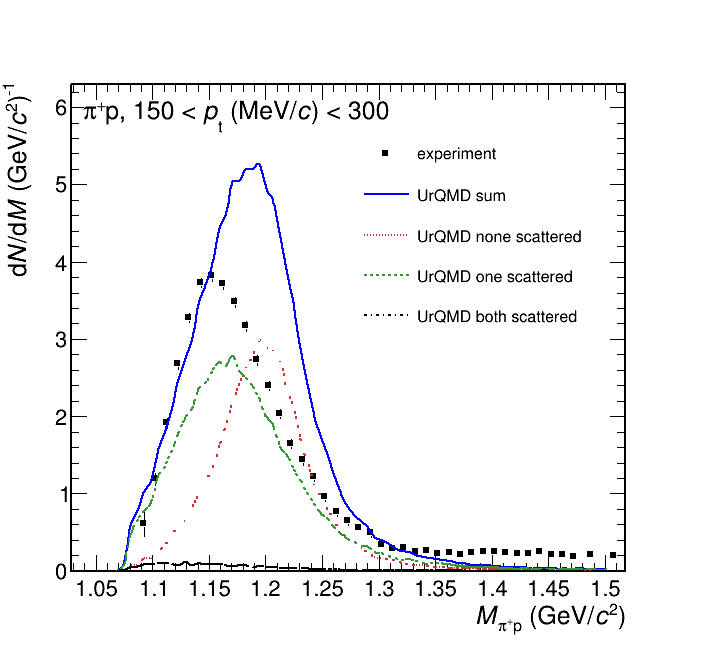 π⁺p, 150 < pₜ (MeV/c) < 300
experiment
UrQMD sum
UrQMD none scattered
UrQMD one scattered
UrQMD both scattered
dN/dM (GeV/c²)⁻¹
6
5
4
3
2
1
0
1.05 1.1 1.15 1.2 1.25 1.3 1.35 1.4 1.45 1.5
M_π⁺p (GeV/c²)